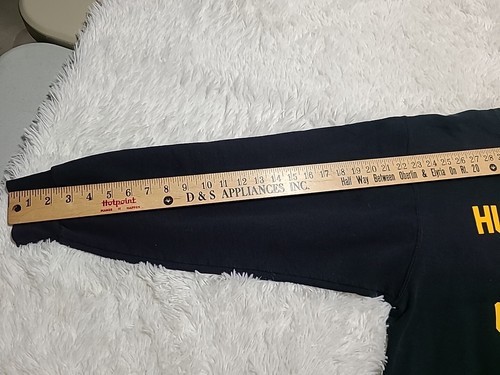 1 2 3 4 5 6 7 8 9 10 11 12 13 14 15 16 17 18 19 20 21 22 23 24 25 26 27 28
Hotpoint
D & S APPLIANCES INC.
Half Way Between Oberlin & Elyria On Rt. 20
HU